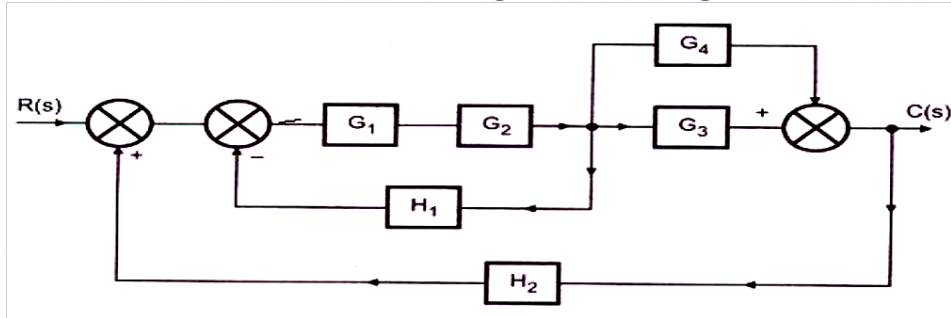 G₄
R(s) G₁ G₂ G₃ + C(s)
+ −
H₁
H₂